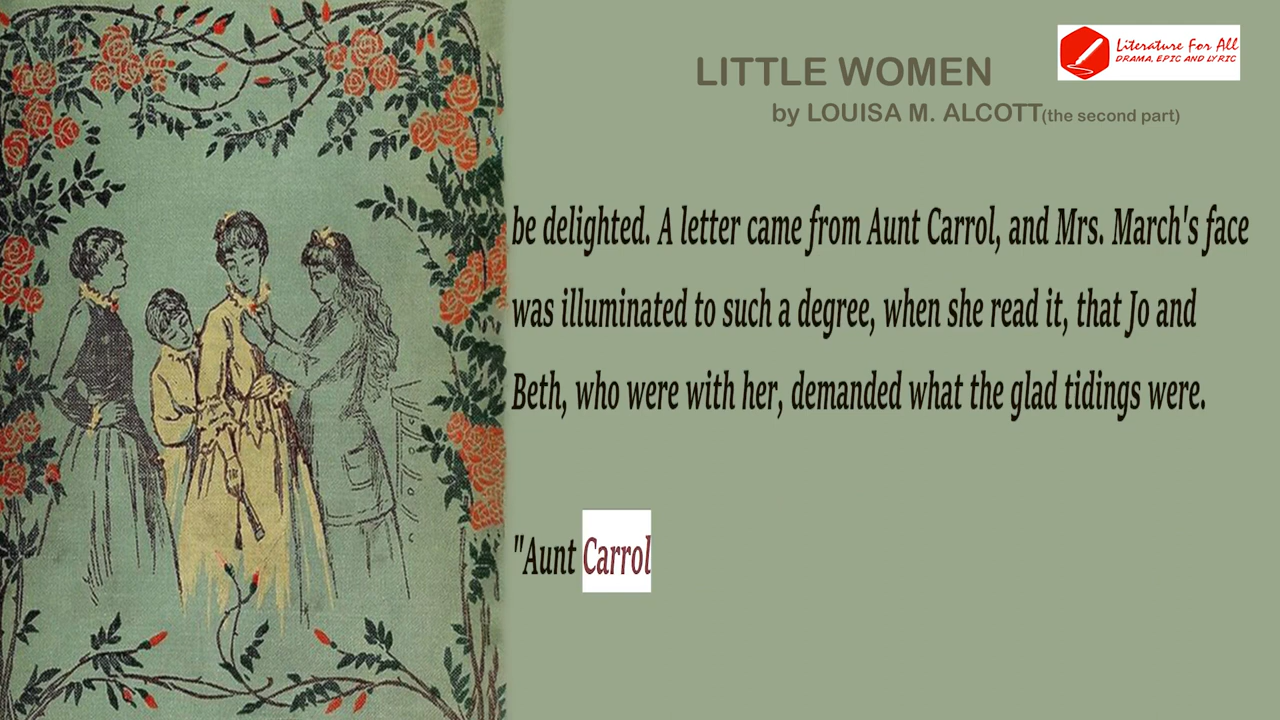 LITTLE WOMEN
by LOUISA M. ALCOTT(the second part)
Literature For All
DRAMA, EPIC AND LYRIC
be delighted. A letter came from Aunt Carrol, and Mrs. March's face
was illuminated to such a degree, when she read it, that Jo and
Beth, who were with her, demanded what the glad tidings were.
"Aunt Carrol